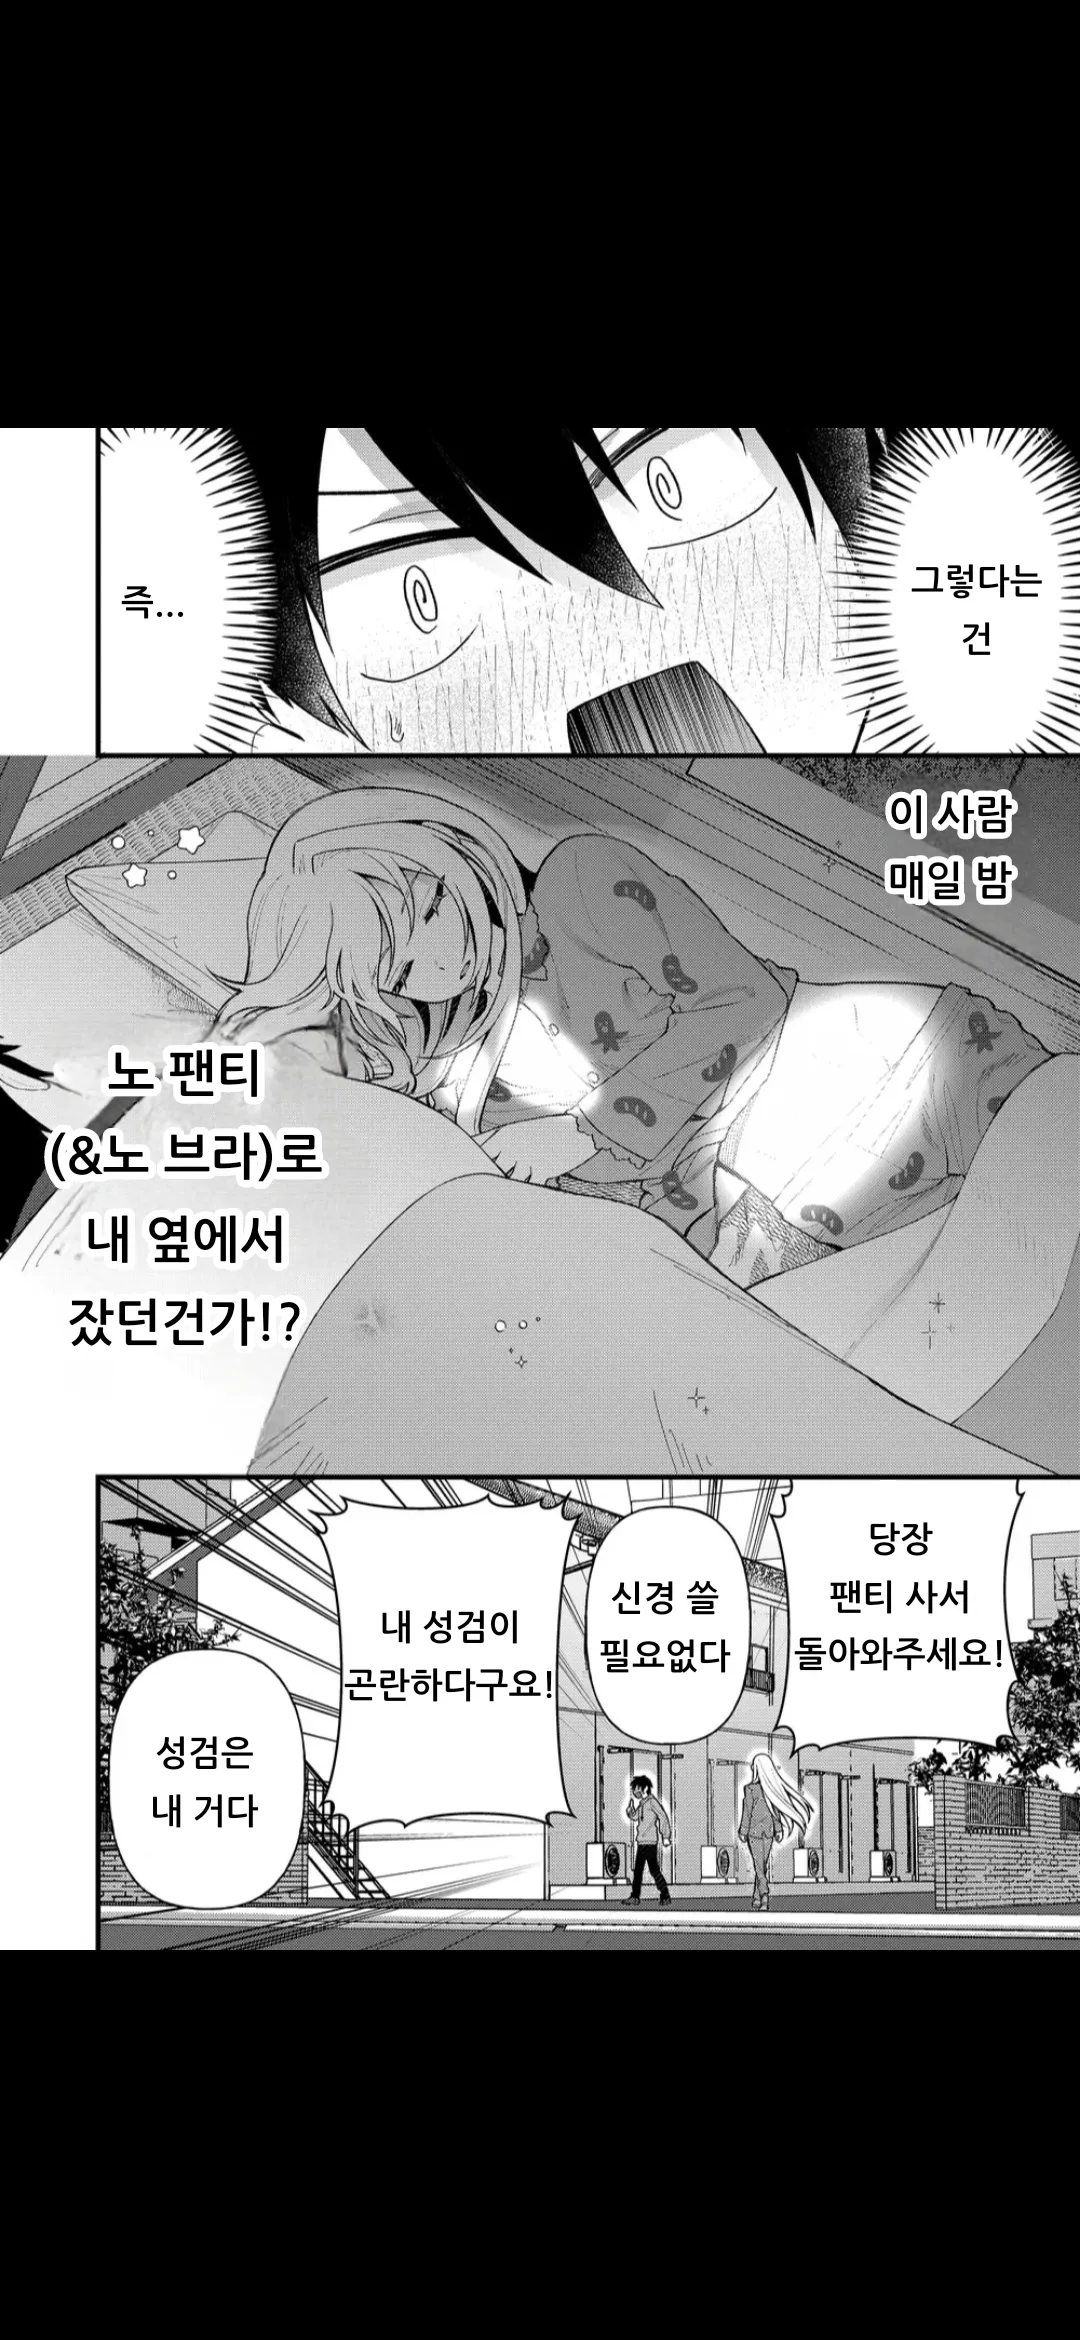 그렇다는
건
즉...
이 사람
매일 밤
노 팬티
(&노 브라)로
내 옆에서
잤던건가!?
당장
팬티 사서
돌아와주세요!
신경 쓸
필요없다
내 성검이
곤란하다구요!
성검은
내 거다